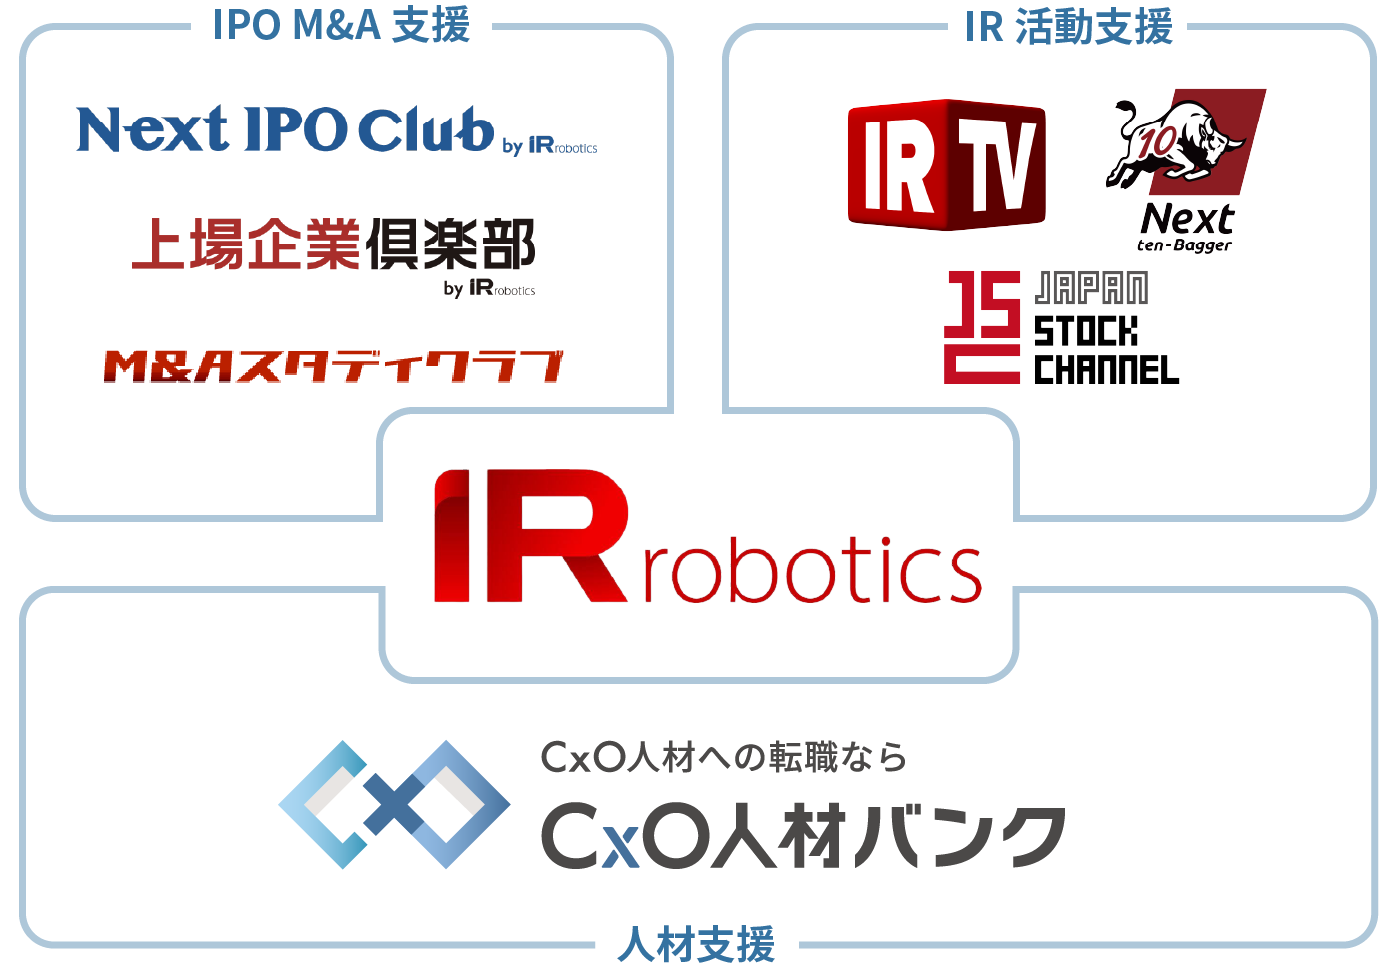 IPO M&A 支援
Next IPO Club by IRrobotics
上場企業倶楽部
by IRrobotics
M&Aスタディクラブ
IR 活動支援
IR TV
10
Next
ten-Bagger
JSC
JAPAN
STOCK
CHANNEL
IRrobotics
CxO人材への転職なら
CxO人材バンク
人材支援